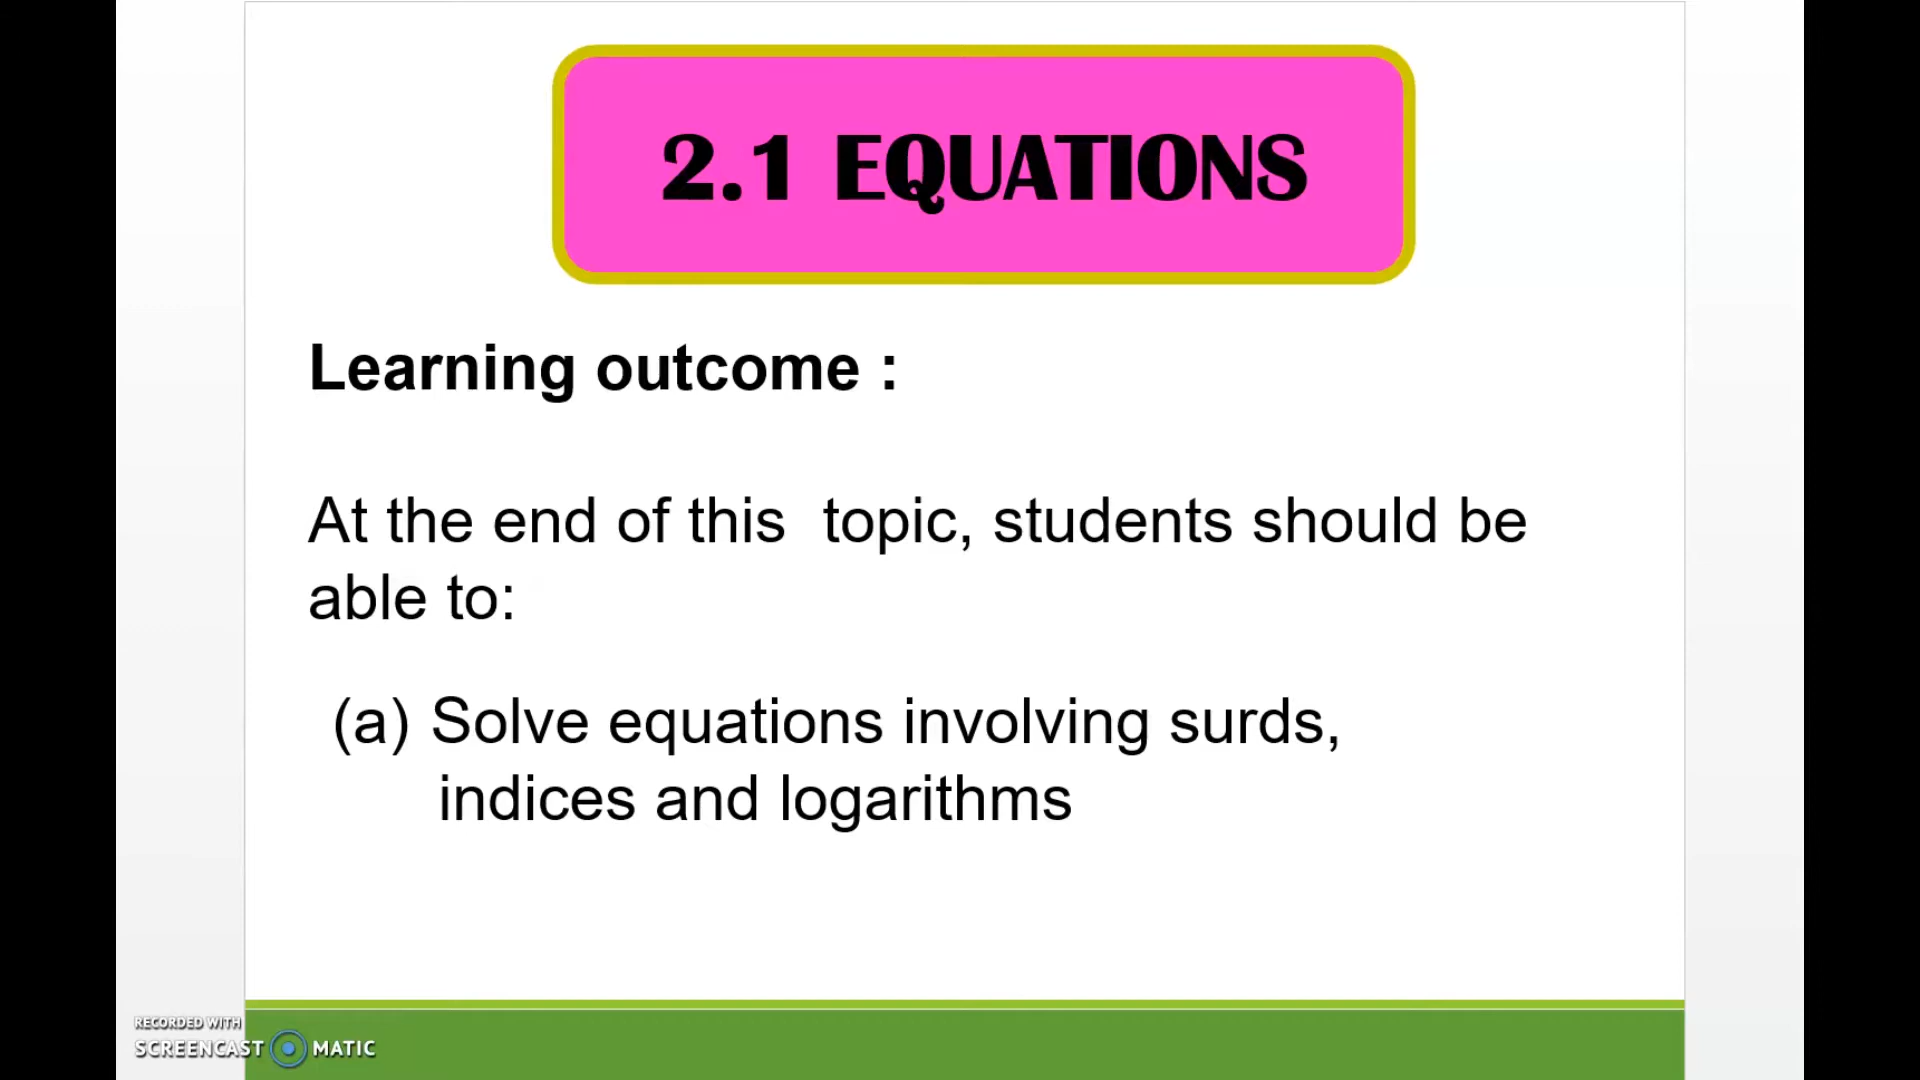 2.1 EQUATIONS
Learning outcome :
At the end of this  topic, students should be
able to:
(a) Solve equations involving surds,
indices and logarithms
RECORDED WITH
SCREENCAST MATIC